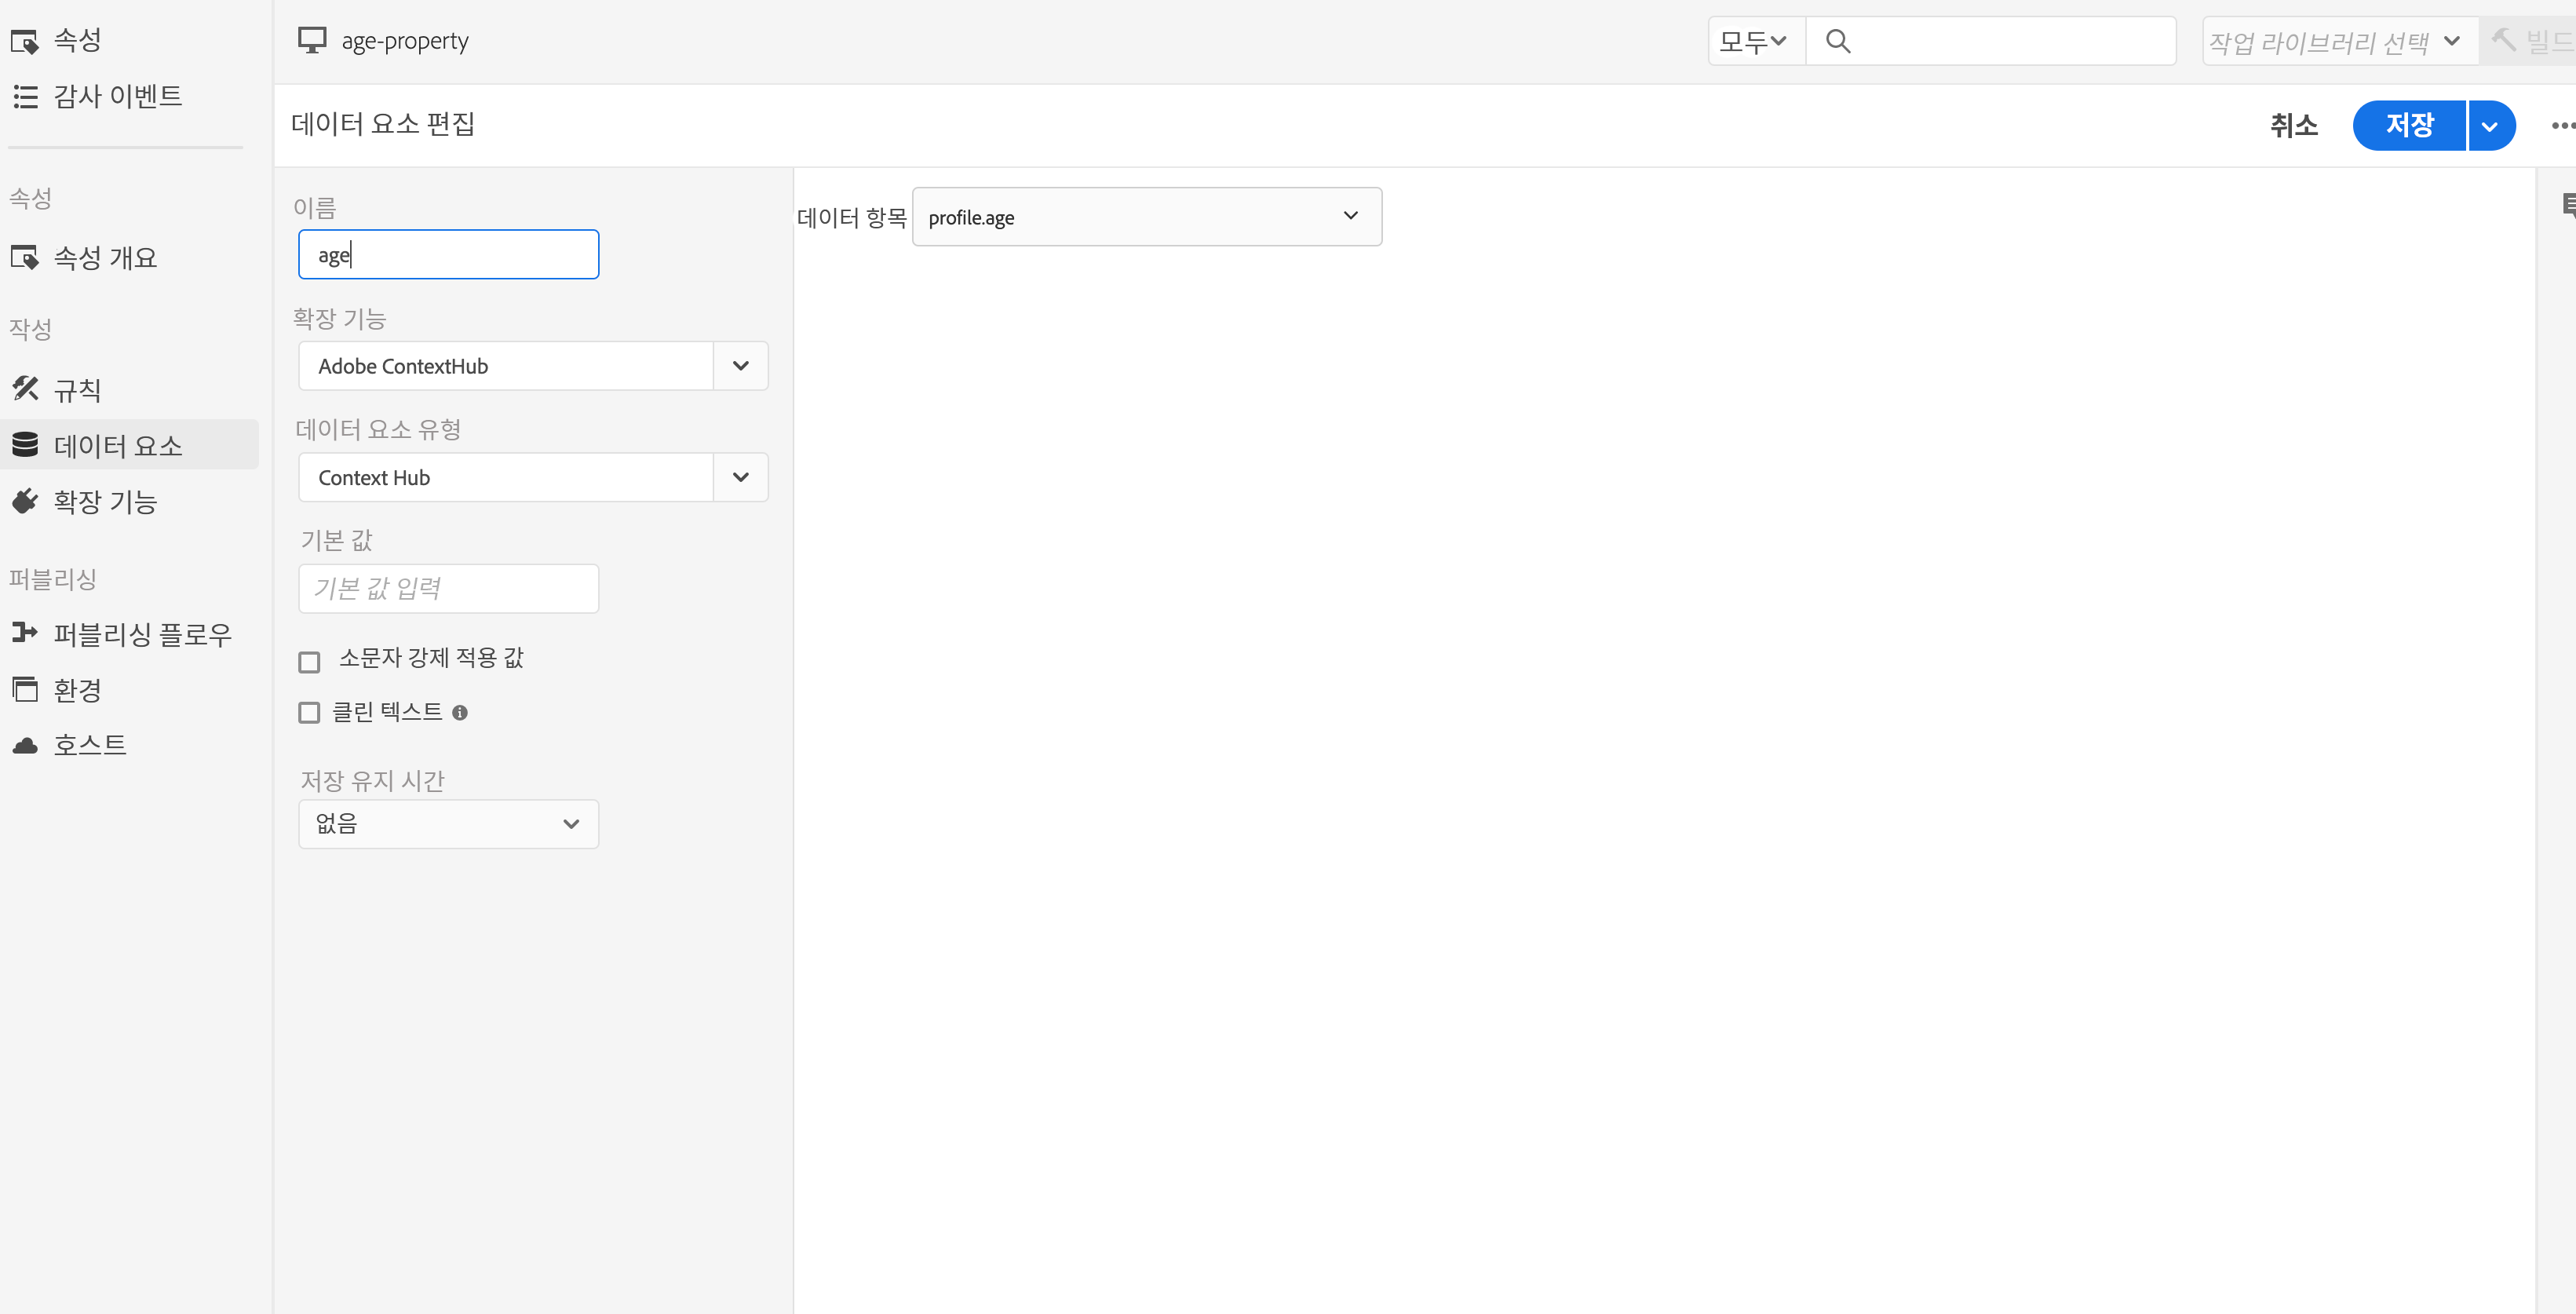 속성
감사 이벤트
속성
속성 개요
작성
규칙
데이터 요소
확장 기능
퍼블리싱
퍼블리싱 플로우
환경
호스트
age-property
모두
작업 라이브러리 선택
빌드
데이터 요소 편집
취소
저장
이름
age
확장 기능
Adobe ContextHub
데이터 요소 유형
Context Hub
기본 값
기본 값 입력
소문자 강제 적용 값
클린 텍스트
저장 유지 시간
없음
데이터 항목 profile.age